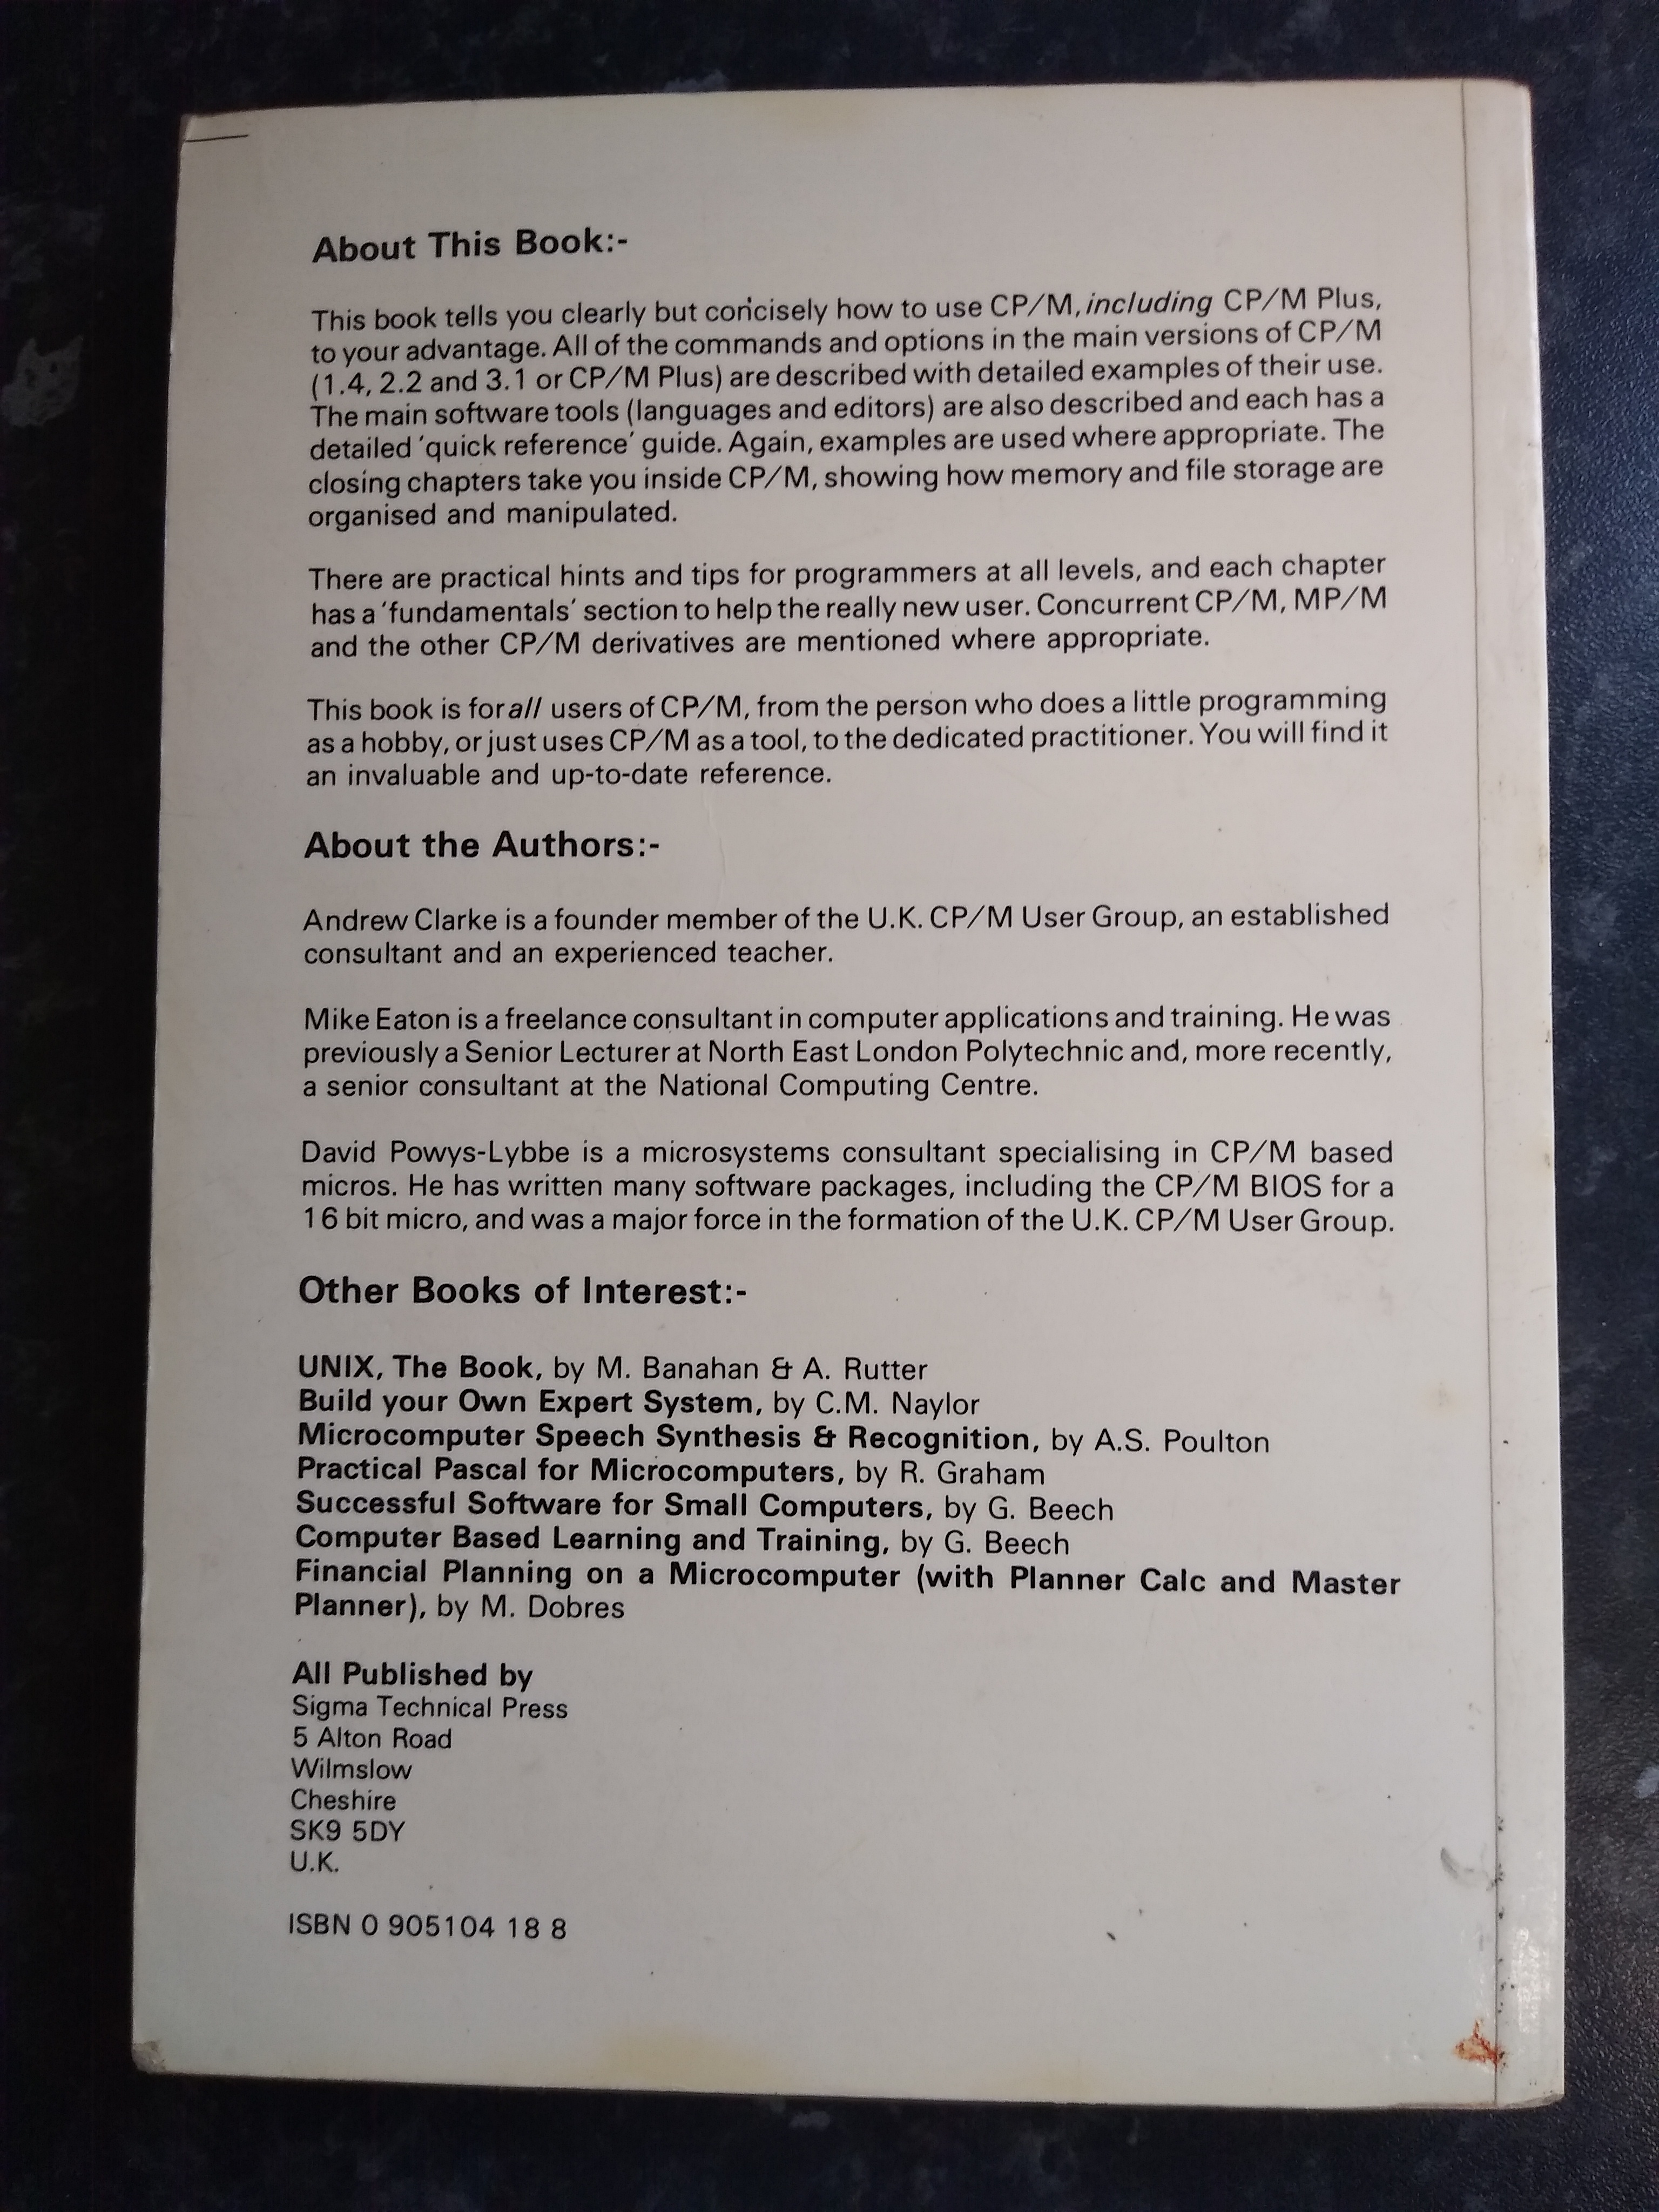 About This Book:-
This book tells you clearly but concisely how to use CP/M, including CP/M Plus,
to your advantage. All of the commands and options in the main versions of CP/M
(1.4, 2.2 and 3.1 or CP/M Plus) are described with detailed examples of their use.
The main software tools (languages and editors) are also described and each has a
detailed 'quick reference' guide. Again, examples are used where appropriate. The
closing chapters take you inside CP/M, showing how memory and file storage are
organised and manipulated.
There are practical hints and tips for programmers at all levels, and each chapter
has a 'fundamentals' section to help the really new user. Concurrent CP/M, MP/M
and the other CP/M derivatives are mentioned where appropriate.
This book is for all users of CP/M, from the person who does a little programming
as a hobby, or just uses CP/M as a tool, to the dedicated practitioner. You will find it
an invaluable and up-to-date reference.
About the Authors:-
Andrew Clarke is a founder member of the U.K. CP/M User Group, an established
consultant and an experienced teacher.
Mike Eaton is a freelance consultant in computer applications and training. He was
previously a Senior Lecturer at North East London Polytechnic and, more recently,
a senior consultant at the National Computing Centre.
David Powys-Lybbe is a microsystems consultant specialising in CP/M based
micros. He has written many software packages, including the CP/M BIOS for a
16 bit micro, and was a major force in the formation of the U.K. CP/M User Group.
Other Books of Interest:-
UNIX, The Book, by M. Banahan & A. Rutter
Build your Own Expert System, by C.M. Naylor
Microcomputer Speech Synthesis & Recognition, by A.S. Poulton
Practical Pascal for Microcomputers, by R. Graham
Successful Software for Small Computers, by G. Beech
Computer Based Learning and Training, by G. Beech
Financial Planning on a Microcomputer (with Planner Calc and Master
Planner), by M. Dobres
All Published by
Sigma Technical Press
5 Alton Road
Wilmslow
Cheshire
SK9 5DY
U.K.
ISBN 0 905104 18 8